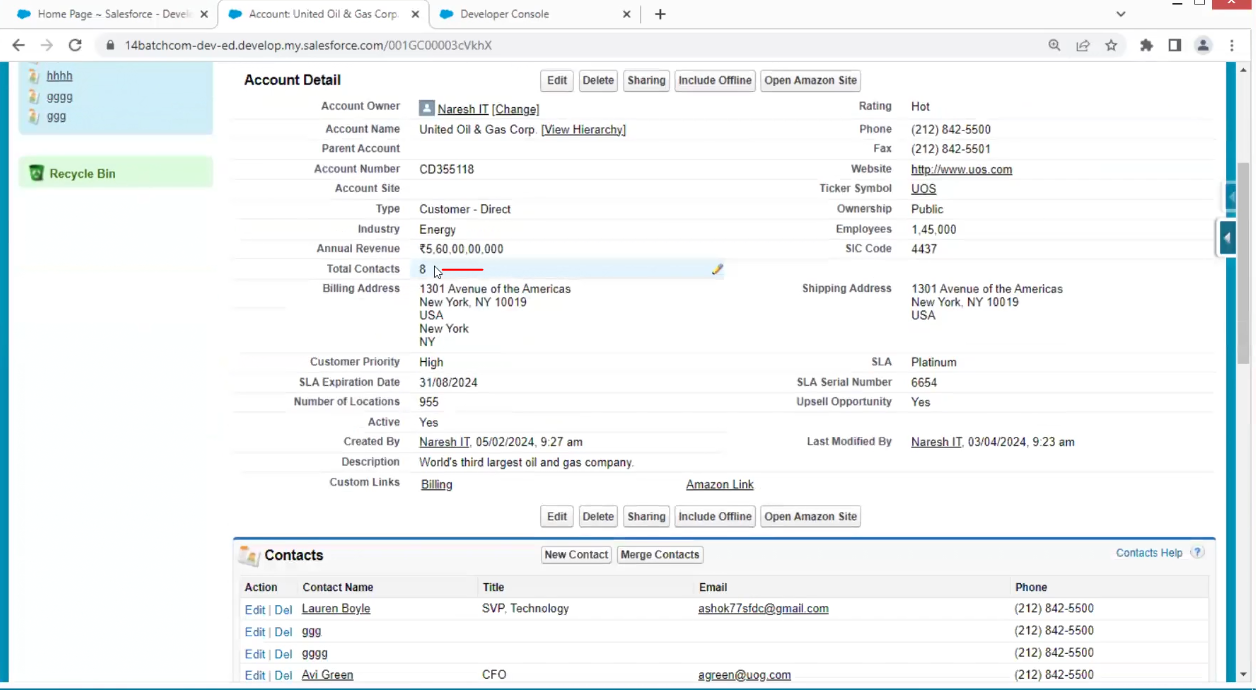 Home Page ~ Salesforce - Devel
Account: United Oil & Gas Corp.
Developer Console
14batchcom-dev-ed.develop.my.salesforce.com/001GC00003cVkhX
hhhh
gggg
ggg
Recycle Bin
Account Detail
Edit Delete Sharing Include Offline Open Amazon Site
Account Owner Naresh IT [Change] Rating Hot
Account Name United Oil & Gas Corp. [View Hierarchy] Phone (212) 842-5500
Parent Account Fax (212) 842-5501
Account Number CD355118 Website http://www.uos.com
Account Site Ticker Symbol UOS
Type Customer - Direct Ownership Public
Industry Energy Employees 1,45,000
Annual Revenue ₹5,60,00,00,000 SIC Code 4437
Total Contacts 8
Billing Address 1301 Avenue of the Americas Shipping Address 1301 Avenue of the Americas
New York, NY 10019 New York, NY 10019
USA USA
New York
NY
Customer Priority High SLA Platinum
SLA Expiration Date 31/08/2024 SLA Serial Number 6654
Number of Locations 955 Upsell Opportunity Yes
Active Yes
Created By Naresh IT, 05/02/2024, 9:27 am Last Modified By Naresh IT, 03/04/2024, 9:23 am
Description World's third largest oil and gas company.
Custom Links Billing Amazon Link
Edit Delete Sharing Include Offline Open Amazon Site
Contacts New Contact Merge Contacts Contacts Help ?
Action Contact Name Title Email Phone
Edit | Del Lauren Boyle SVP, Technology ashok77sfdc@gmail.com (212) 842-5500
Edit | Del ggg (212) 842-5500
Edit | Del gggg (212) 842-5500
Edit | Del Avi Green CFO agreen@uog.com (212) 842-5500